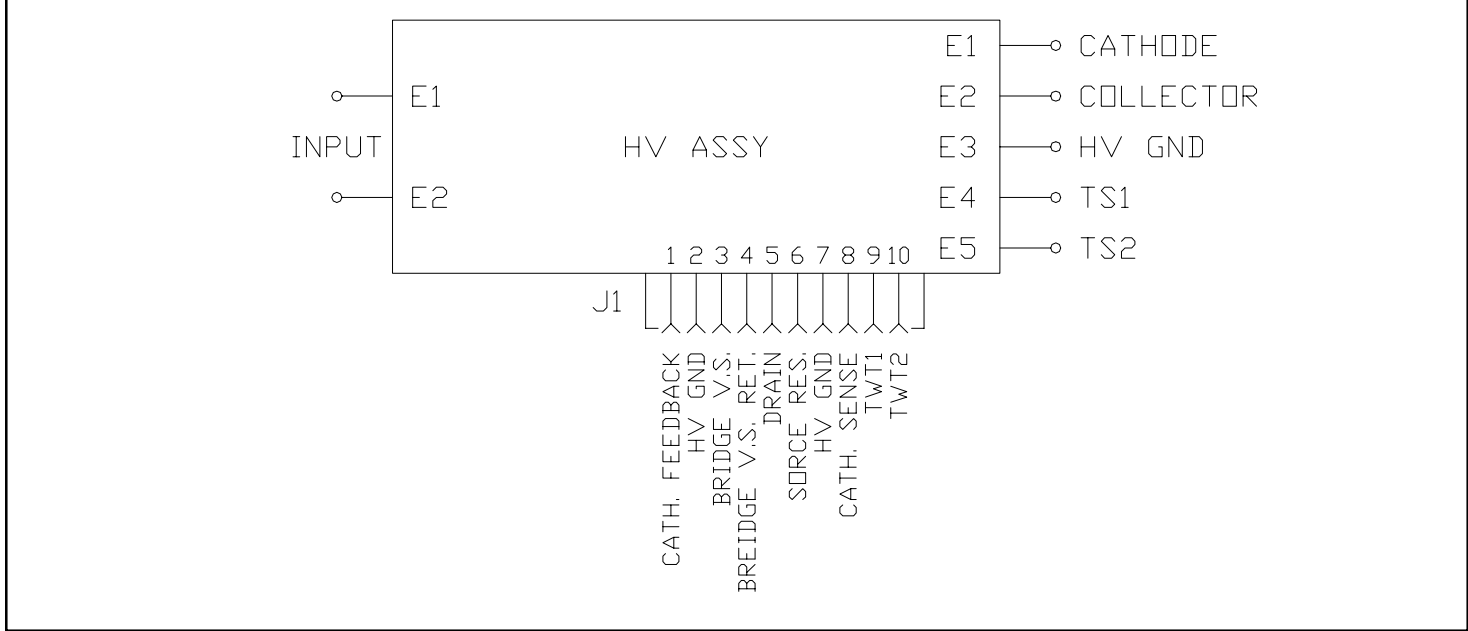 E1 CATHODE
E1 E2 COLLECTOR
INPUT HV ASSY E3 HV GND
E2 E4 TS1
E5 TS2
1 2 3 4 5 6 7 8 9 10
J1
CATH. FEEDBACK
HV GND
BRIDGE V.S.
BREIDGE V.S. RET.
DRAIN
SORCE RES.
HV GND
CATH. SENSE
TWT1
TWT2